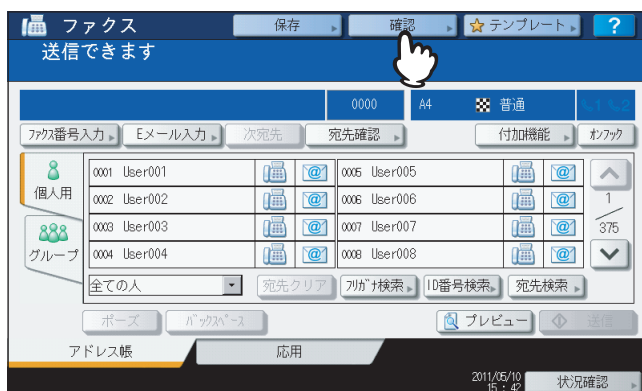 ファクス 保存 確認 テンプレート ?
送信できます
0000 A4 普通 1 2
ファクス番号入力 Eメール入力 次宛先 宛先確認 付加機能 オンフック
個人用
グループ
0001 User001 0005 User005
0002 User002 0006 User006
0003 User003 0007 User007
0004 User004 0008 User008
1
375
全ての人 宛先クリア フリガナ検索 ID番号検索 宛先検索
ポーズ バックスペース プレビュー 送信
アドレス帳 応用
2011/05/10
15:42 状況確認